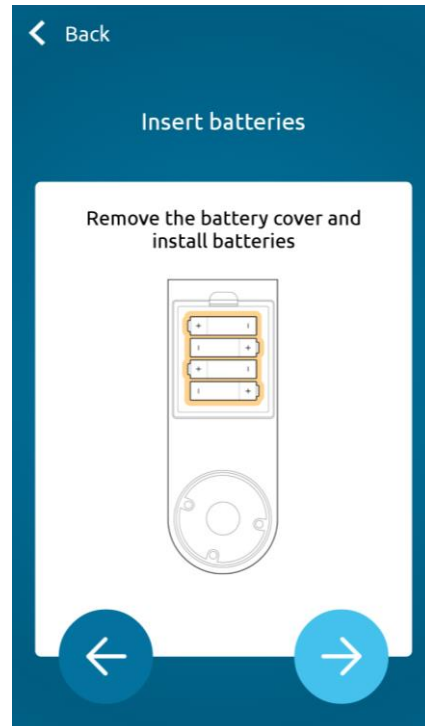 Back
Insert batteries
Remove the battery cover and
install batteries
+ -
- +
+ -
- +